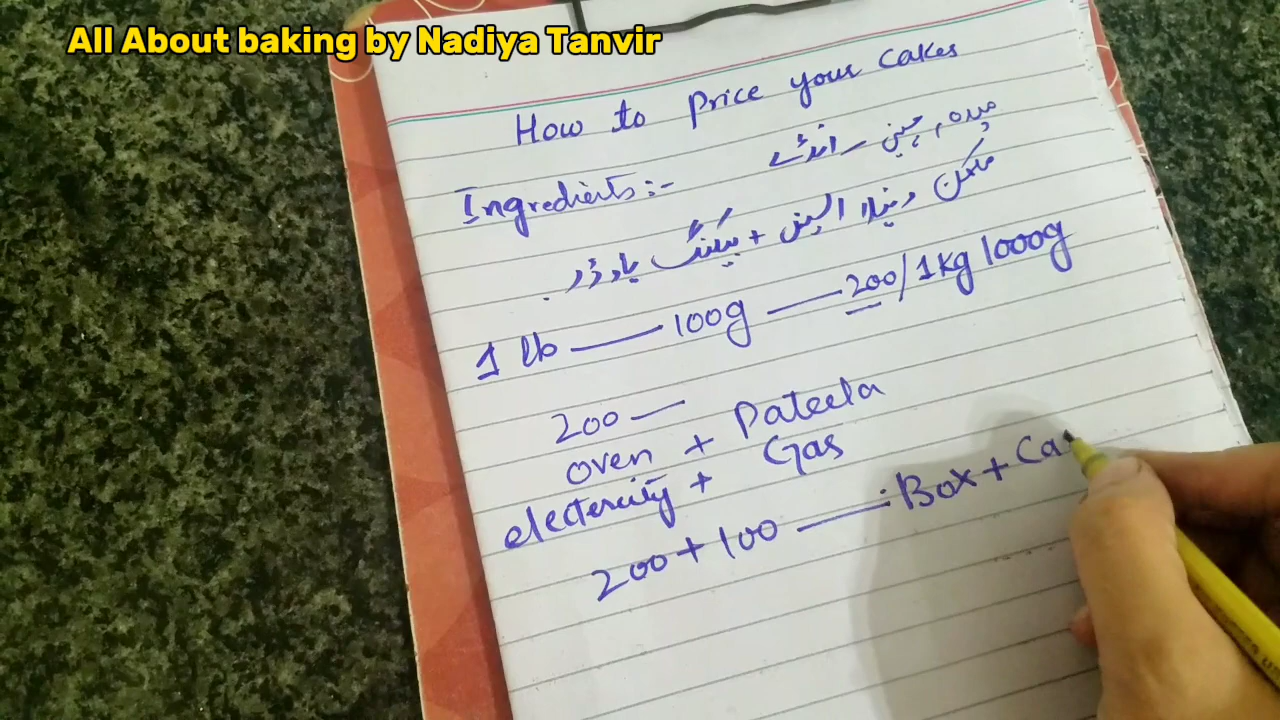 All About baking by Nadiya Tanvir
How to Price your cakes
Ingredients:-
میدہ، چینی - انڈے
مکھن ونیلا ایسنس + بیکنگ پاوڈر.
1 lb — 100g — 200/1kg 1000g
200 —
oven + Pateela
electercity + Gas
200 + 100 — Box + Ca